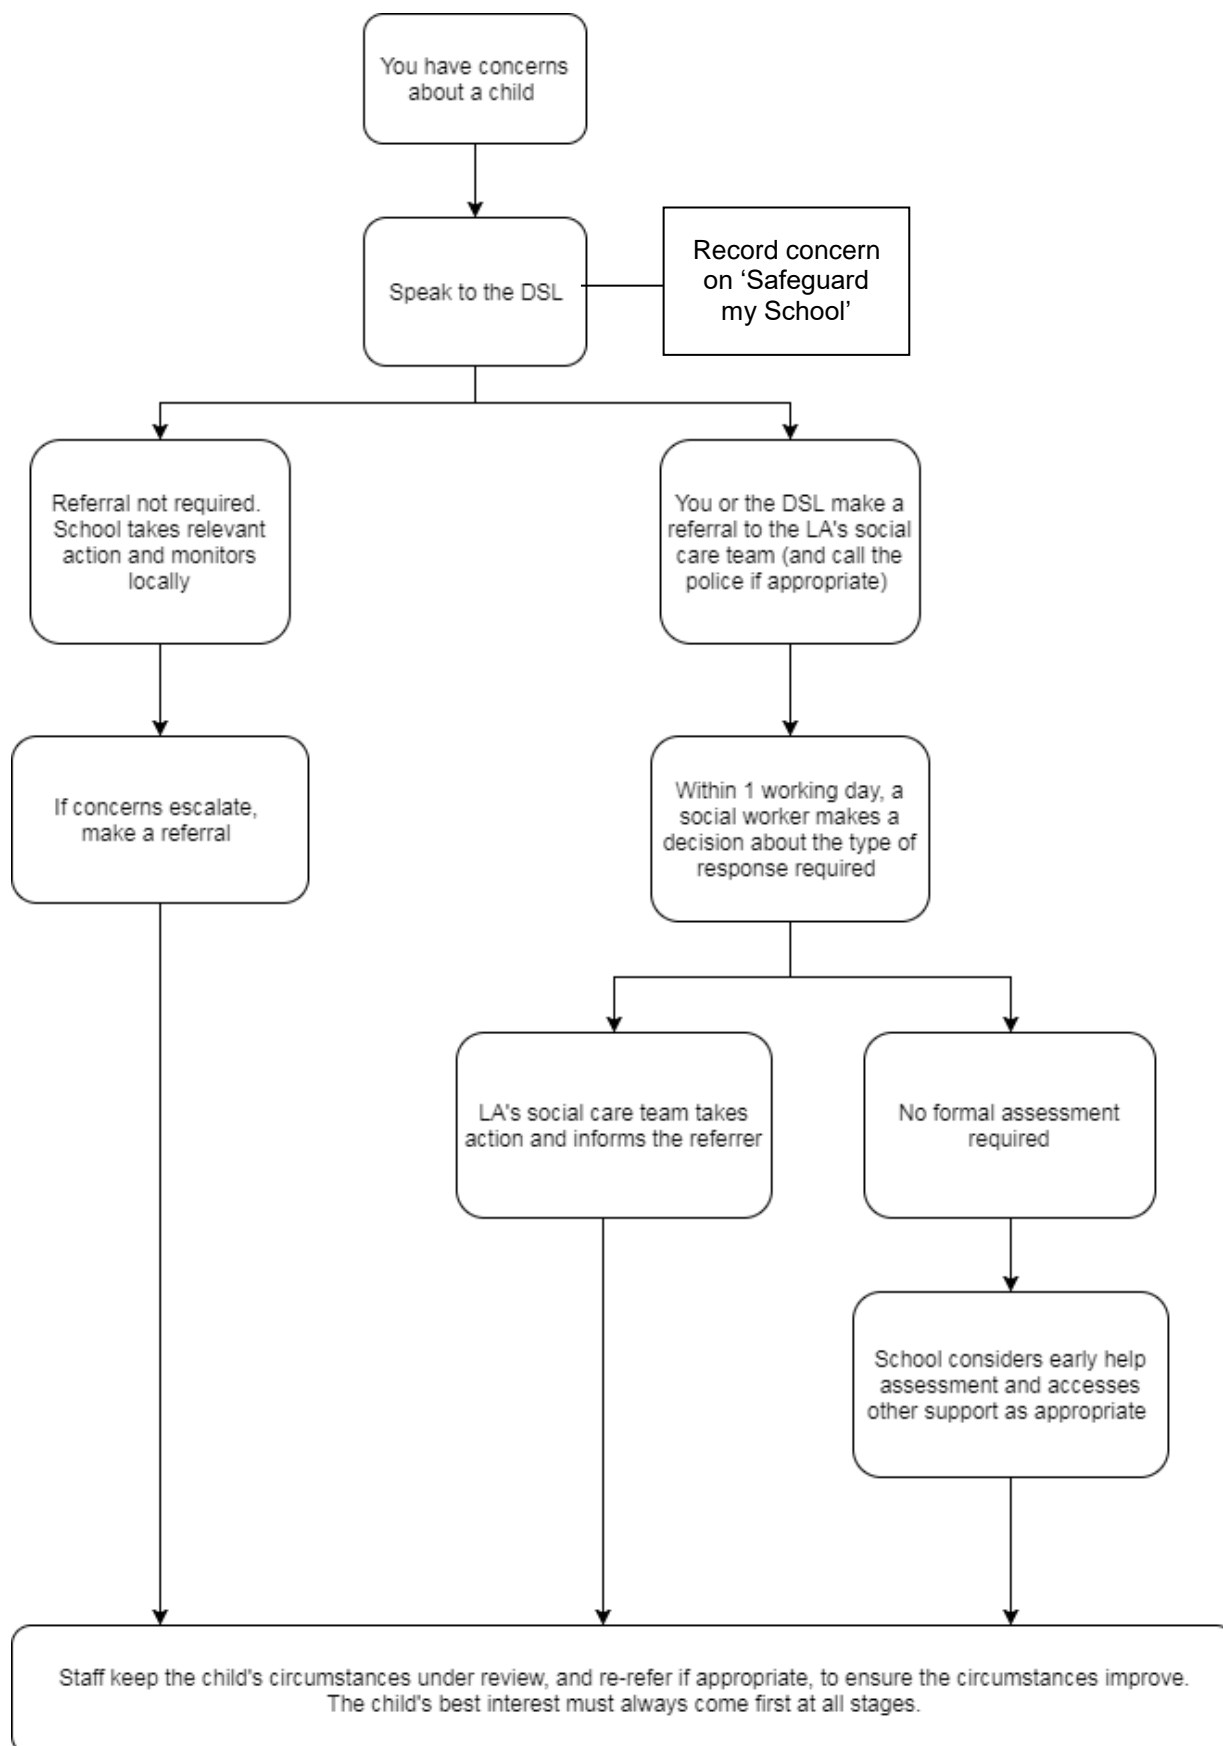 You have concerns
about a child
Speak to the DSL
Record concern
on ‘Safeguard
my School’
Referral not required.
School takes relevant
action and monitors
locally
You or the DSL make a
referral to the LA's social
care team (and call the
police if appropriate)
If concerns escalate,
make a referral
Within 1 working day, a
social worker makes a
decision about the type of
response required
LA's social care team takes
action and informs the referrer
No formal assessment
required
School considers early help
assessment and accesses
other support as appropriate
Staff keep the child's circumstances under review, and re-refer if appropriate, to ensure the circumstances improve.
The child's best interest must always come first at all stages.